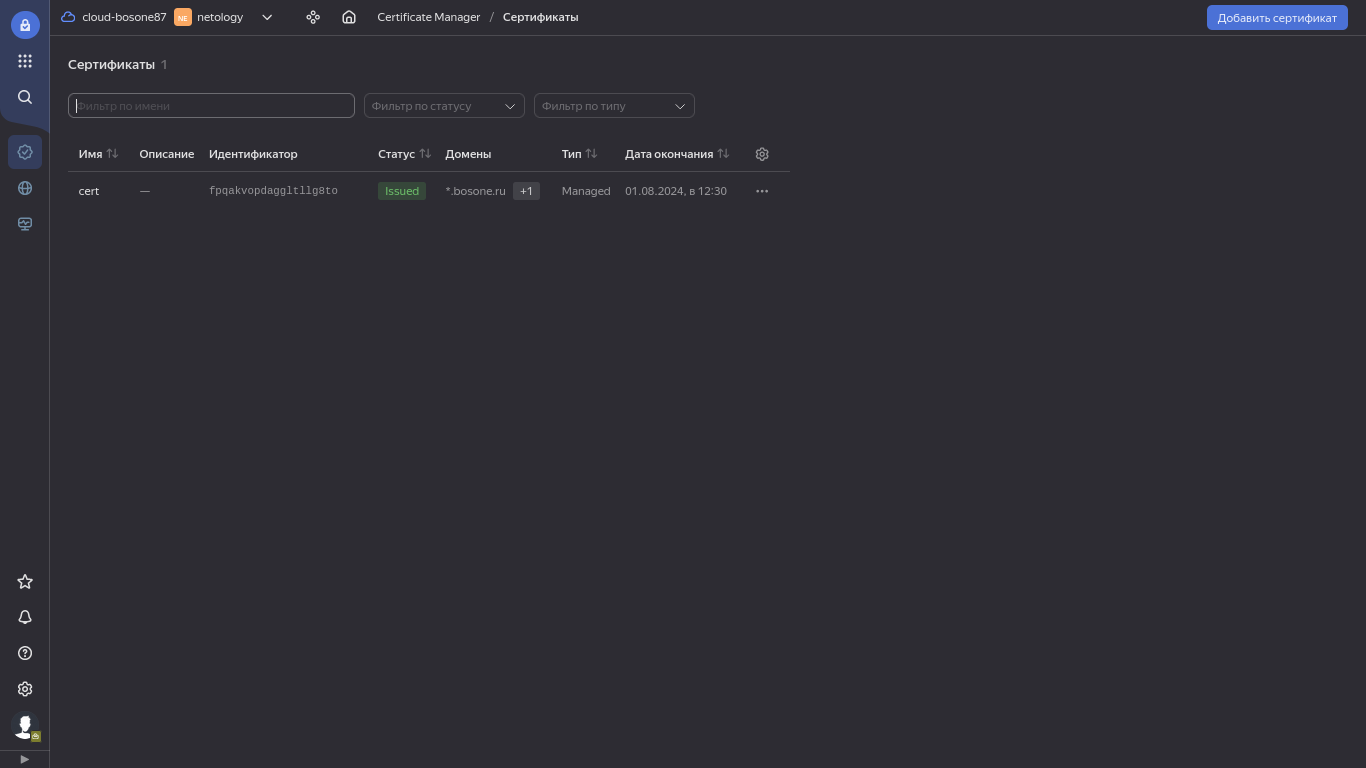 cloud-bosone87 NE netology Certificate Manager / Сертификаты Добавить сертификат
Сертификаты 1
Фильтр по имени Фильтр по статусу Фильтр по типу
Имя Описание Идентификатор Статус Домены Тип Дата окончания
cert — fpqakvopdaggltllg8to Issued *.bosone.ru +1 Managed 01.08.2024, в 12:30